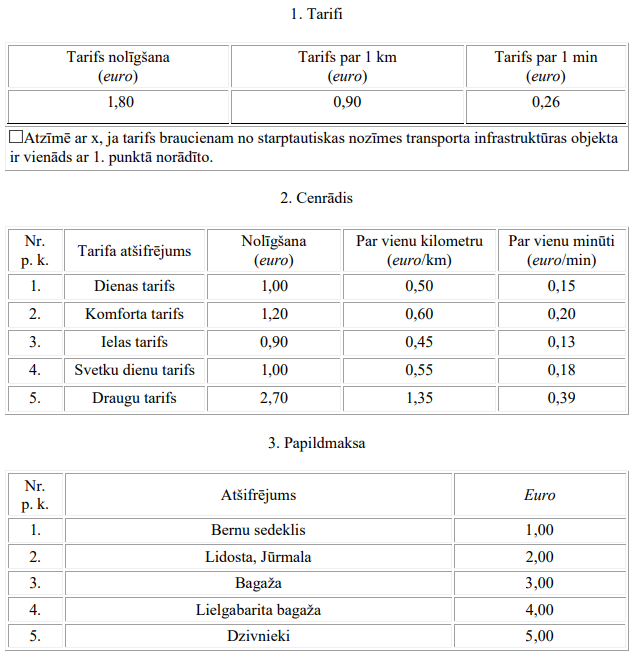 1. Tarifi
Tarifs nolīgšana Tarifs par 1 km Tarifs par 1 min
(euro) (euro) (euro)
1,80 0,90 0,26
☐Atzīmē ar x, ja tarifs braucienam no starptautiskas nozīmes transporta infrastruktūras objekta
ir vienāds ar 1. punktā norādīto.
2. Cenrādis
Nr. Tarifa atšifrējums Nolīgšana Par vienu kilometru Par vienu minūti
p. k. (euro) (euro/km) (euro/min)
1. Dienas tarifs 1,00 0,50 0,15
2. Komforta tarifs 1,20 0,60 0,20
3. Ielas tarifs 0,90 0,45 0,13
4. Svetku dienu tarifs 1,00 0,55 0,18
5. Draugu tarifs 2,70 1,35 0,39
3. Papildmaksa
Nr. Atšifrējums Euro
p. k.
1. Bernu sedeklis 1,00
2. Lidosta, Jūrmala 2,00
3. Bagaža 3,00
4. Lielgabarita bagaža 4,00
5. Dzivnieki 5,00